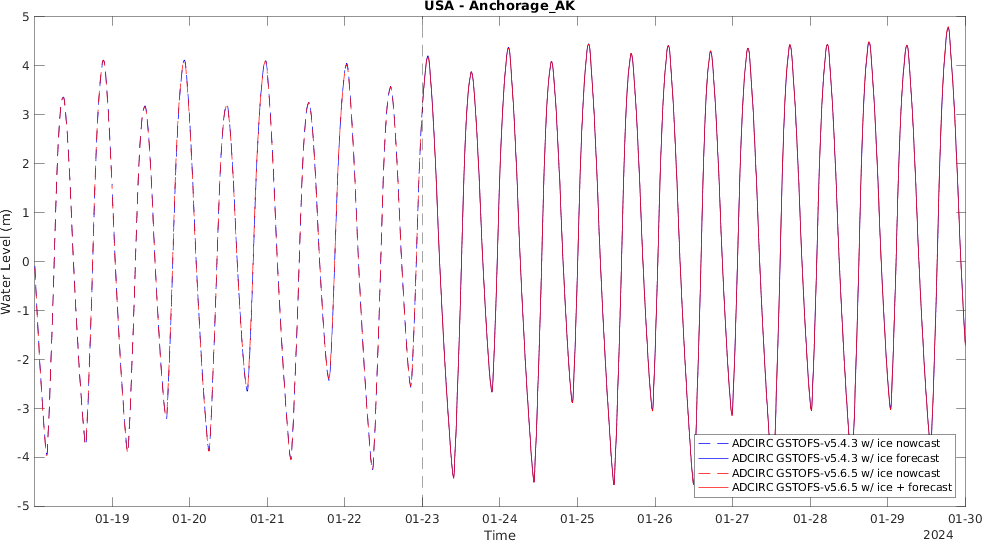 USA - Anchorage_AK
5
4
3
2
1
0
-1
-2
-3
-4
-5
Water Level (m)
ADCIRC GSTOFS-v5.4.3 w/ ice nowcast
ADCIRC GSTOFS-v5.4.3 w/ ice forecast
ADCIRC GSTOFS-v5.6.5 w/ ice nowcast
ADCIRC GSTOFS-v5.6.5 w/ ice + forecast
01-19 01-20 01-21 01-22 01-23 01-24 01-25 01-26 01-27 01-28 01-29 01-30
Time
2024